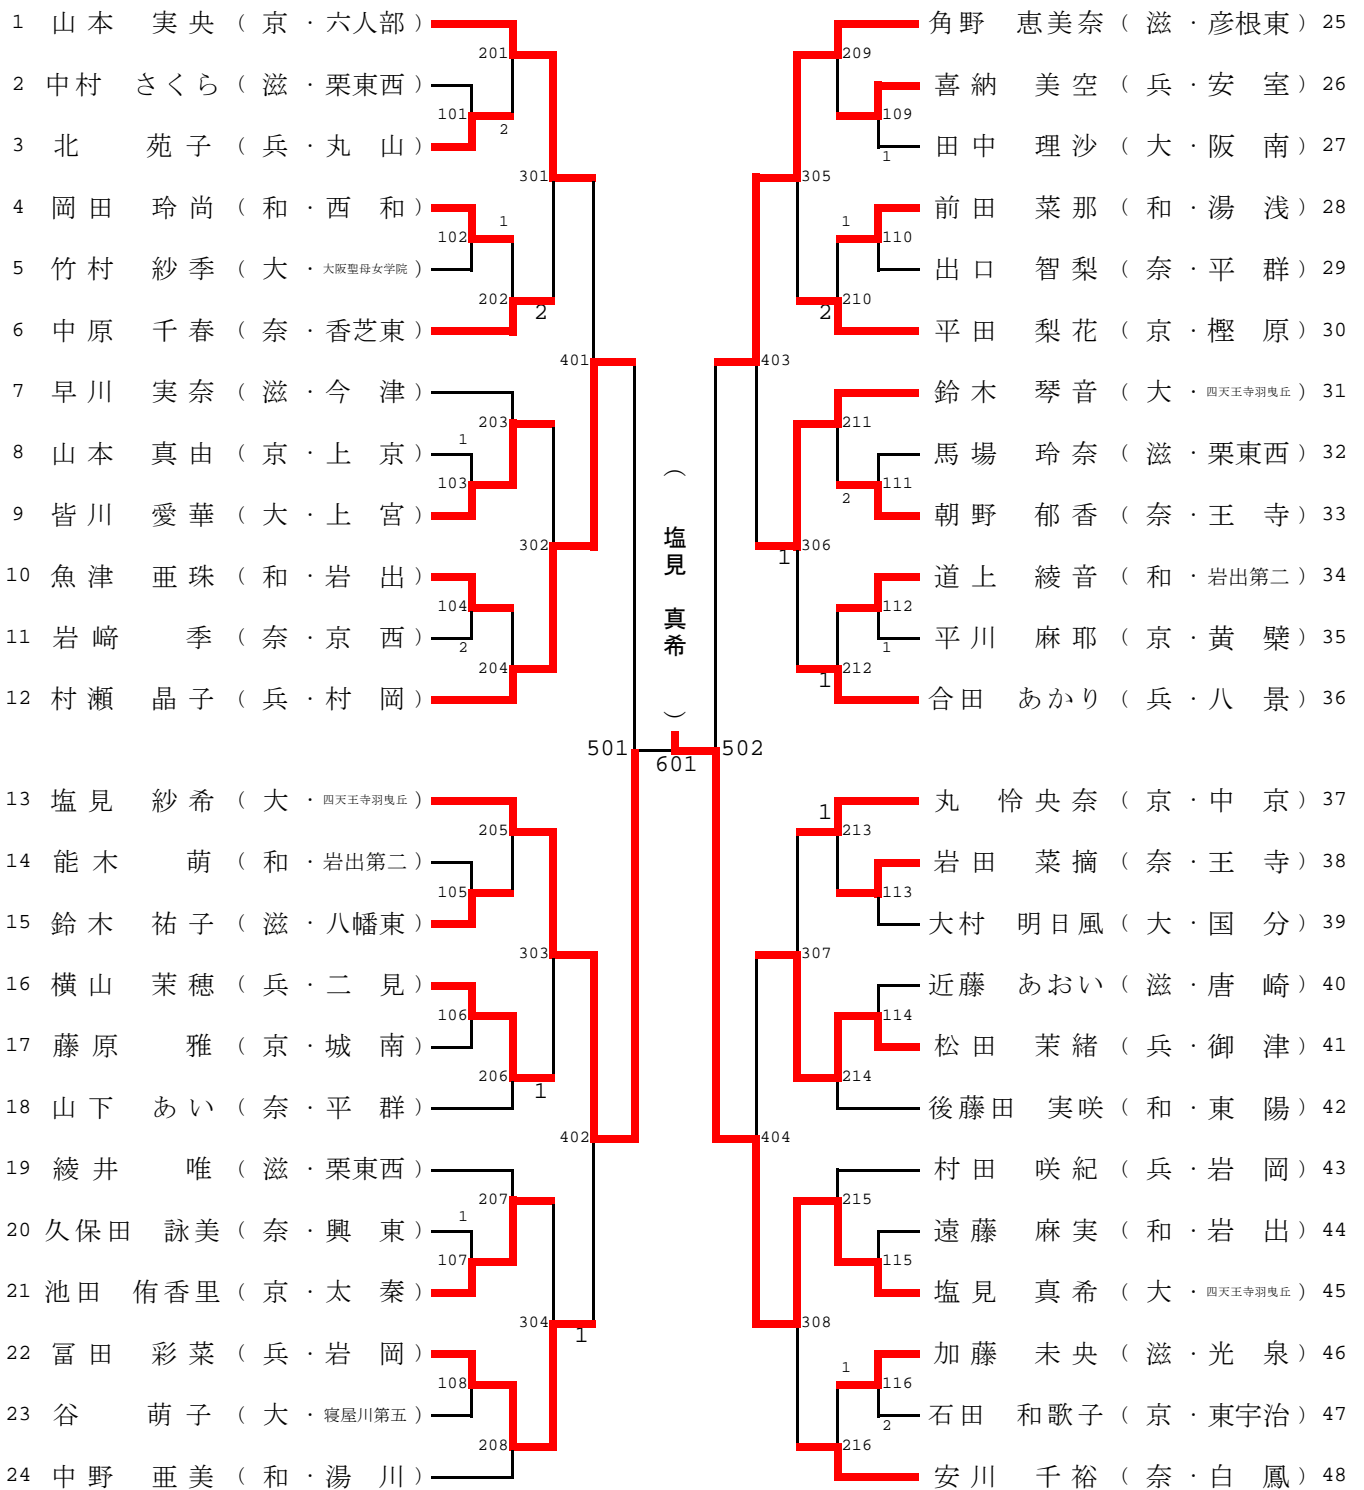 1 山本 実央 ( 京 ・ 六人部 )
2 中村 さくら ( 滋 ・ 栗東西 )
3 北 苑子 ( 兵 ・ 丸 山 )
4 岡田 玲尚 ( 和 ・ 西 和 )
5 竹村 紗季 ( 大 ・ 大阪聖母女学院 )
6 中原 千春 ( 奈 ・ 香芝東 )
7 早川 実奈 ( 滋 ・ 今 津 )
8 山本 真由 ( 京 ・ 上 京 )
9 皆川 愛華 ( 大 ・ 上 宮 )
10 魚津 亜珠 ( 和 ・ 岩 出 )
11 岩﨑 季 ( 奈 ・ 京 西 )
12 村瀬 晶子 ( 兵 ・ 村 岡 )
13 塩見 紗希 ( 大 ・ 四天王寺羽曳丘 )
14 能木 萌 ( 和 ・ 岩出第二 )
15 鈴木 祐子 ( 滋 ・ 八幡東 )
16 横山 茉穂 ( 兵 ・ 二 見 )
17 藤原 雅 ( 京 ・ 城 南 )
18 山下 あい ( 奈 ・ 平 群 )
19 綾井 唯 ( 滋 ・ 栗東西 )
20 久保田 詠美 ( 奈 ・ 興 東 )
21 池田 侑香里 ( 京 ・ 太 秦 )
22 冨田 彩菜 ( 兵 ・ 岩 岡 )
23 谷 萌子 ( 大 ・ 寝屋川第五 )
24 中野 亜美 ( 和 ・ 湯 川 )
201
101
2
301
1
102
202
2
401
203
1
103
302
104
2
204
501
205
105
303
106
206
1
402
207
1
107
304
1
108
208
( 塩見 真希 )
601
502
209
109
1
305
1
110
210
2
403
211
111
2
306
1
112
1
212
1
1
213
113
307
114
214
404
215
115
308
1
116
2
216
角野 恵美奈 ( 滋 ・ 彦根東 ) 25
喜納 美空 ( 兵 ・ 安 室 ) 26
田中 理沙 ( 大 ・ 阪 南 ) 27
前田 菜那 ( 和 ・ 湯 浅 ) 28
出口 智梨 ( 奈 ・ 平 群 ) 29
平田 梨花 ( 京 ・ 樫 原 ) 30
鈴木 琴音 ( 大 ・ 四天王寺羽曳丘 ) 31
馬場 玲奈 ( 滋 ・ 栗東西 ) 32
朝野 郁香 ( 奈 ・ 王 寺 ) 33
道上 綾音 ( 和 ・ 岩出第二 ) 34
平川 麻耶 ( 京 ・ 黄 檗 ) 35
合田 あかり ( 兵 ・ 八 景 ) 36
丸 怜央奈 ( 京 ・ 中 京 ) 37
岩田 菜摘 ( 奈 ・ 王 寺 ) 38
大村 明日風 ( 大 ・ 国 分 ) 39
近藤 あおい ( 滋 ・ 唐 崎 ) 40
松田 茉緒 ( 兵 ・ 御 津 ) 41
後藤田 実咲 ( 和 ・ 東 陽 ) 42
村田 咲紀 ( 兵 ・ 岩 岡 ) 43
遠藤 麻実 ( 和 ・ 岩 出 ) 44
塩見 真希 ( 大 ・ 四天王寺羽曳丘 ) 45
加藤 未央 ( 滋 ・ 光 泉 ) 46
石田 和歌子 ( 京 ・ 東宇治 ) 47
安川 千裕 ( 奈 ・ 白 鳳 ) 48